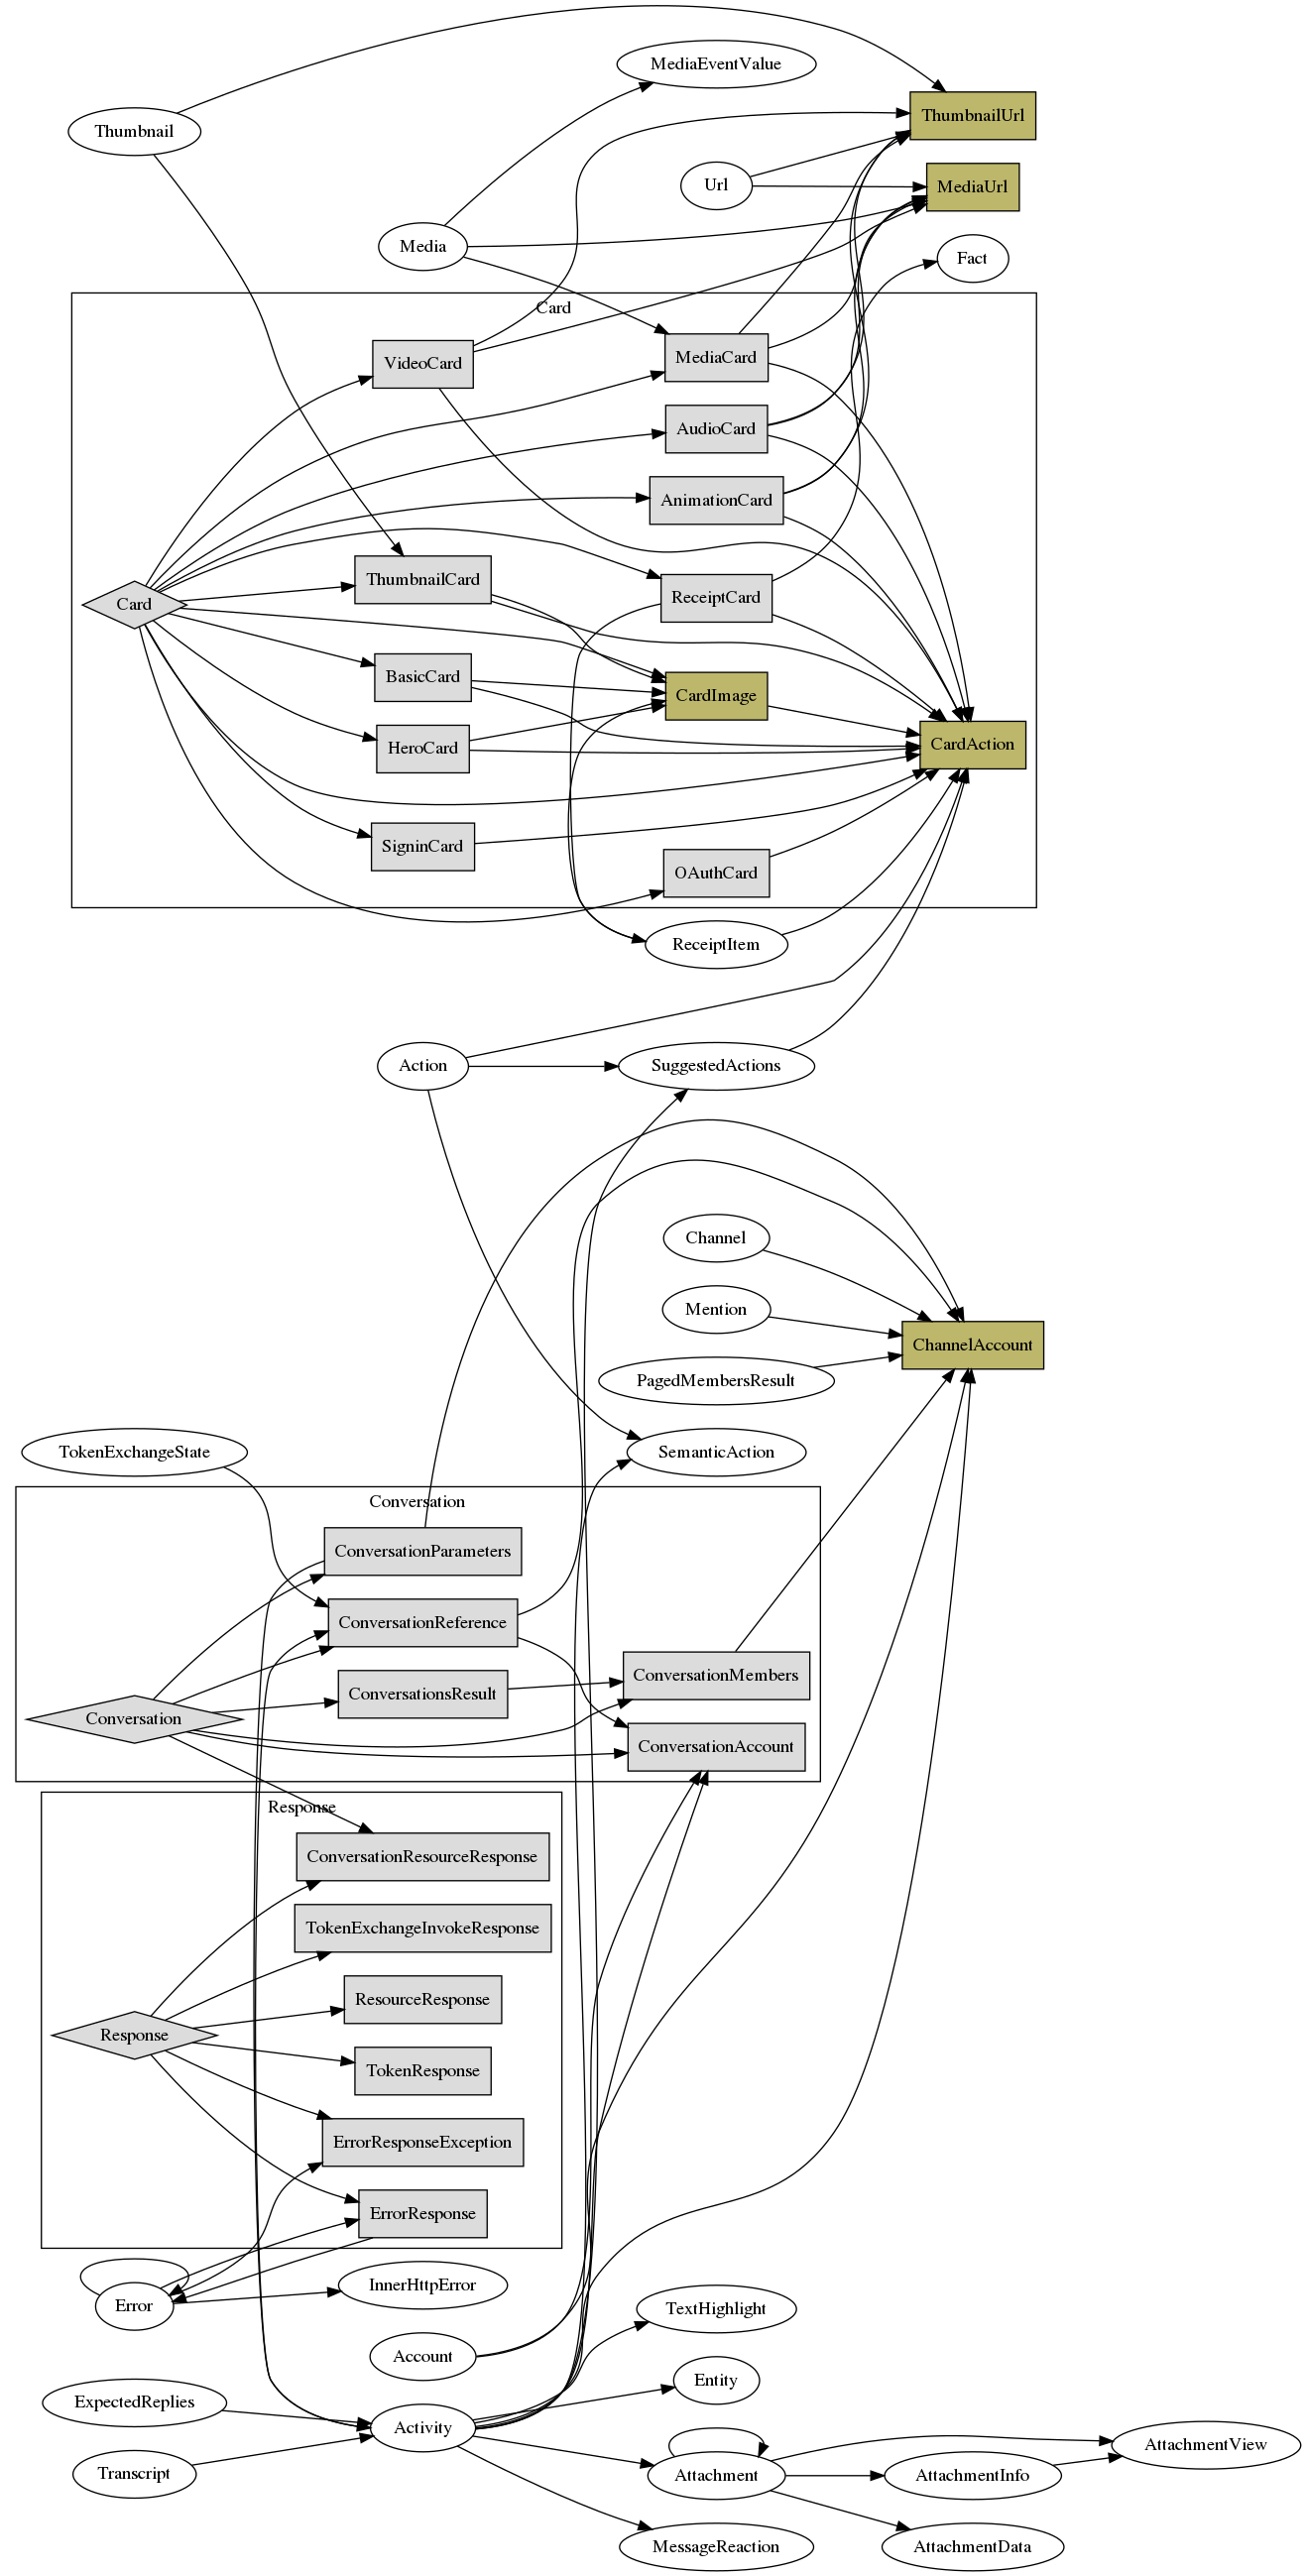 MediaEventValue
ThumbnailUrl
Thumbnail
Url
MediaUrl
Media
Fact
Card
VideoCard
MediaCard
AudioCard
AnimationCard
ThumbnailCard
ReceiptCard
Card
BasicCard
CardImage
HeroCard
CardAction
SigninCard
OAuthCard
ReceiptItem
Action
SuggestedActions
Channel
Mention
ChannelAccount
PagedMembersResult
TokenExchangeState
SemanticAction
Conversation
ConversationParameters
ConversationReference
ConversationMembers
ConversationsResult
Conversation
ConversationAccount
Response
ConversationResourceResponse
TokenExchangeInvokeResponse
ResourceResponse
Response
TokenResponse
ErrorResponseException
ErrorResponse
InnerHttpError
Error
TextHighlight
Account
Entity
ExpectedReplies
Activity
AttachmentView
Transcript
Attachment
AttachmentInfo
MessageReaction
AttachmentData